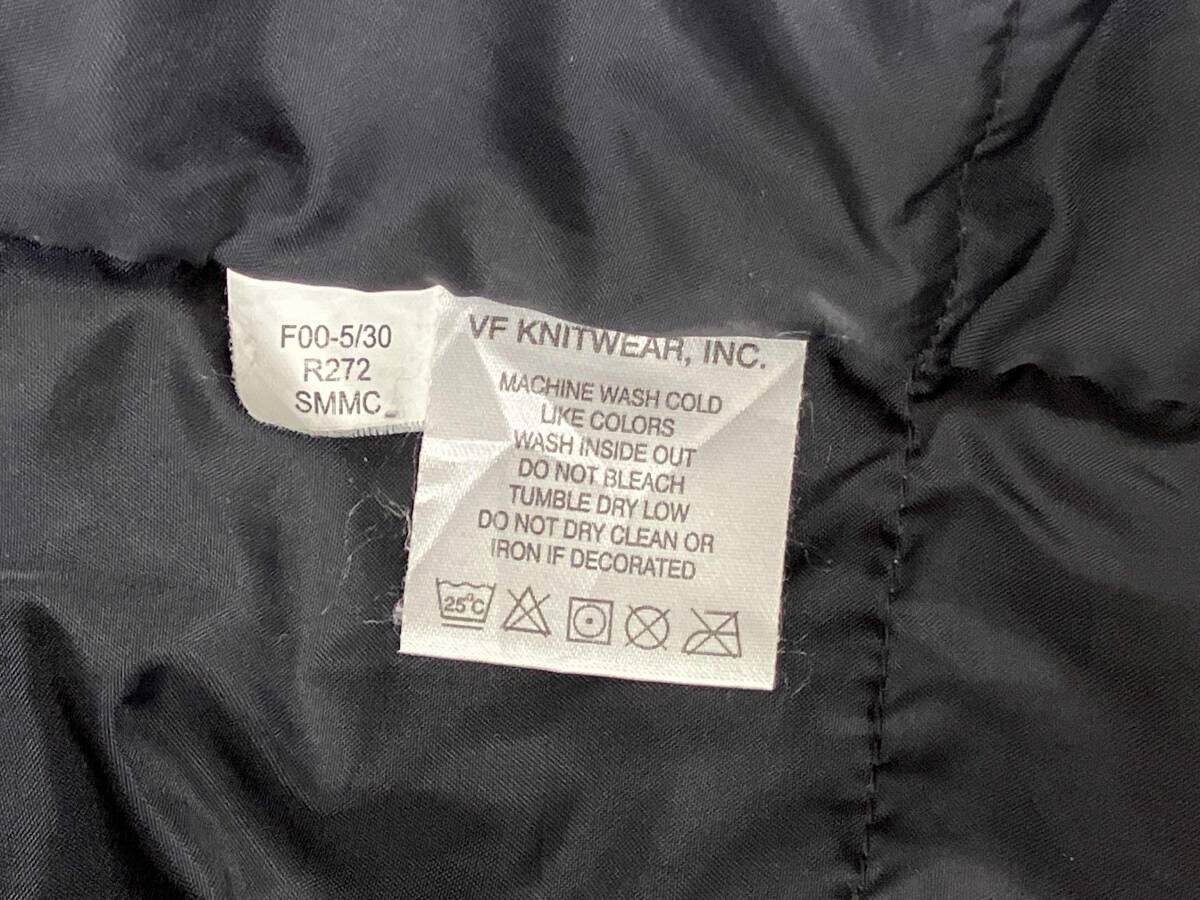 F00-5/30
R272
SMMC
VF KNITWEAR, INC.
MACHINE WASH COLD
LIKE COLORS
WASH INSIDE OUT
DO NOT BLEACH
TUMBLE DRY LOW
DO NOT DRY CLEAN OR
IRON IF DECORATED
25°C